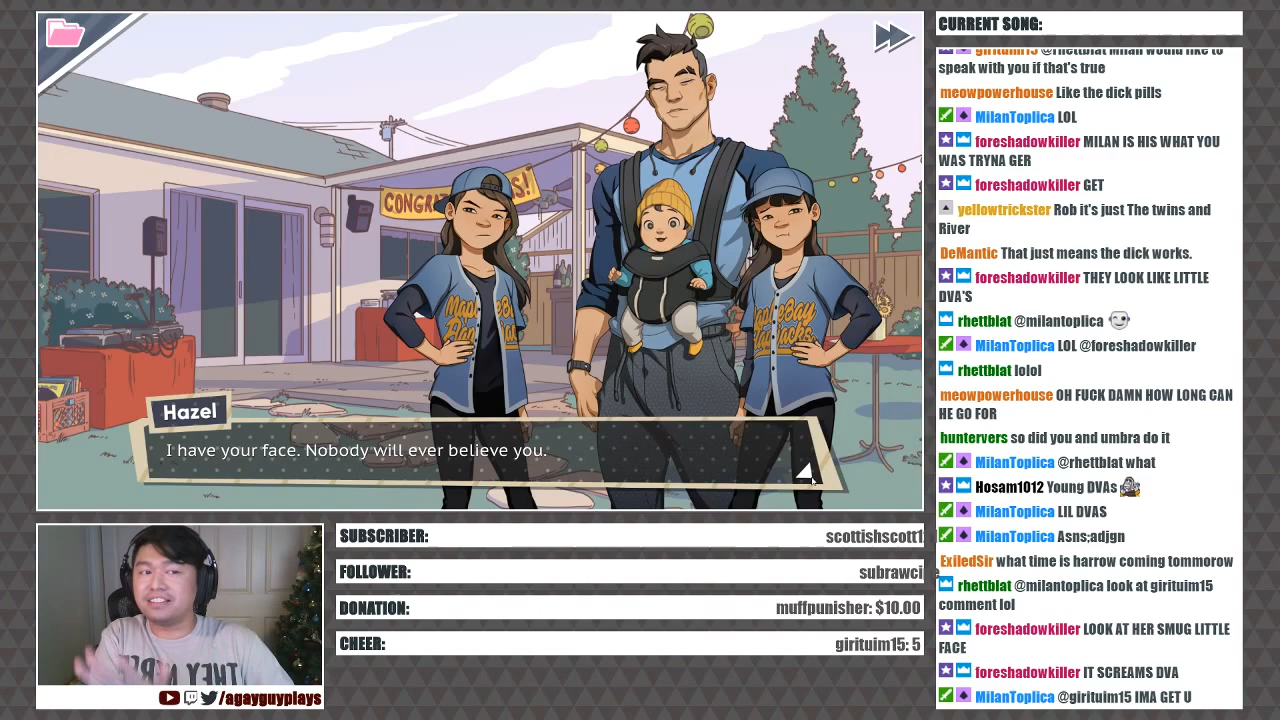 CONGRA S!
Maple Bay
Hazel
I have your face. Nobody will ever believe you.
SUBSCRIBER:
scottishscott1
FOLLOWER:
subrawci
DONATION:
muffpunisher: $10.00
CHEER:
girituim15: 5
/agayguyplays
CURRENT SONG:
girituim15 @rhettblat Milan would like to
speak with you if that's true
meowpowerhouse Like the dick pills
MilanToplica LOL
foreshadowkiller MILAN IS HIS WHAT YOU
WAS TRYNA GER
foreshadowkiller GET
yellowtrickster Rob it's just The twins and
River
DeMantic That just means the dick works.
foreshadowkiller THEY LOOK LIKE LITTLE
DVA'S
rhettblat @milantoplica
MilanToplica LOL @foreshadowkiller
rhettblat lolol
meowpowerhouse OH FUCK DAMN HOW LONG CAN
HE GO FOR
huntervers so did you and umbra do it
MilanToplica @rhettblat what
Hosam1012 Young DVAs
MilanToplica LIL DVAS
MilanToplica Asns;adjgn
ExiledSir what time is harrow coming tommorow
rhettblat @milantoplica look at girituim15
comment lol
foreshadowkiller LOOK AT HER SMUG LITTLE
FACE
foreshadowkiller IT SCREAMS DVA
MilanToplica @girituim15 IMA GET U